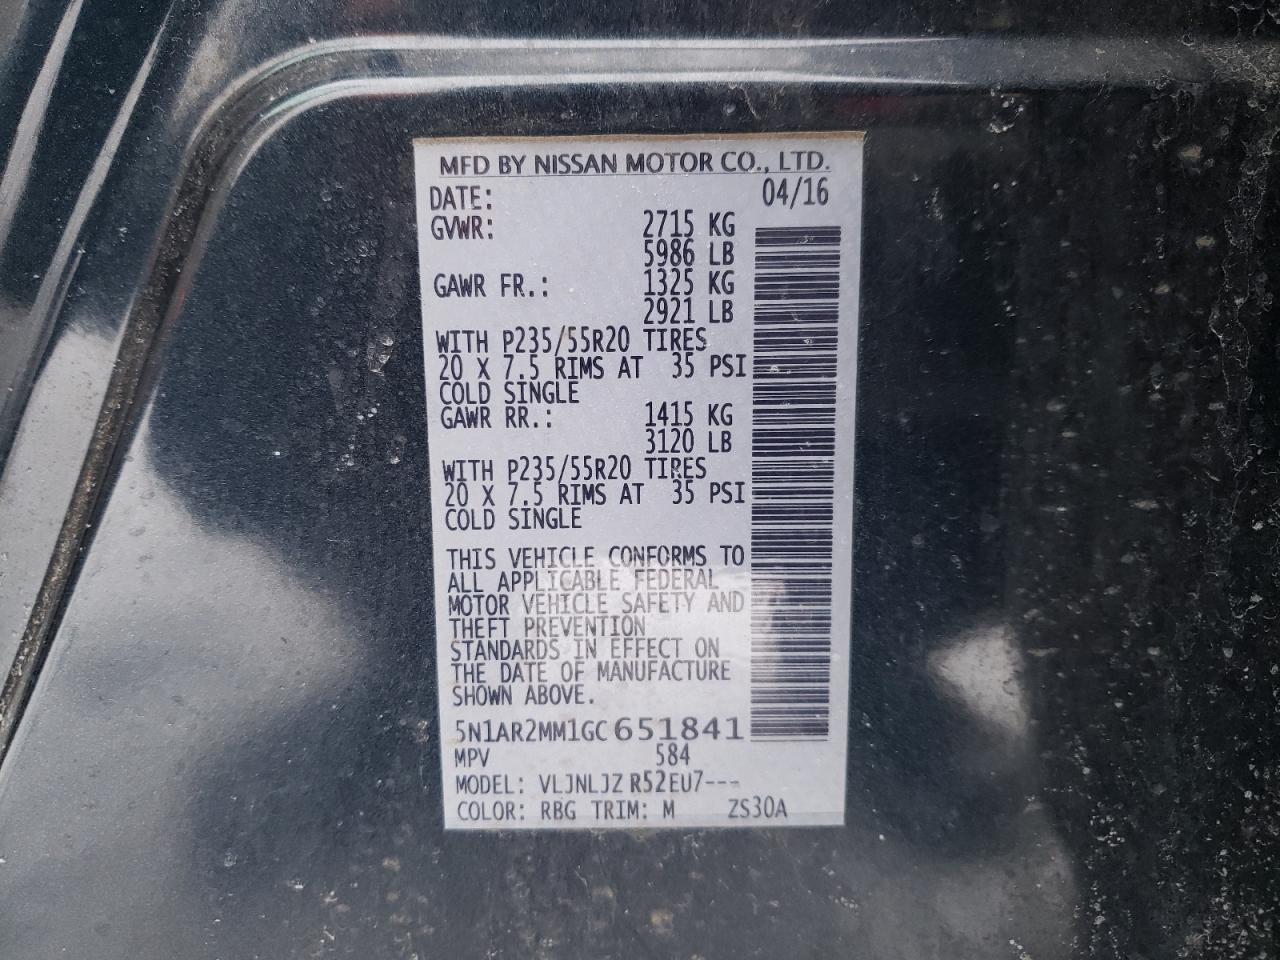 MFD BY NISSAN MOTOR CO., LTD.
DATE: 04/16
GVWR: 2715 KG
5986 LB
GAWR FR.: 1325 KG
2921 LB
WITH P235/55R20 TIRES
20 X 7.5 RIMS AT 35 PSI
COLD SINGLE
GAWR RR.: 1415 KG
3120 LB
WITH P235/55R20 TIRES
20 X 7.5 RIMS AT 35 PSI
COLD SINGLE
THIS VEHICLE CONFORMS TO
ALL APPLICABLE FEDERAL
MOTOR VEHICLE SAFETY AND
THEFT PREVENTION
STANDARDS IN EFFECT ON
THE DATE OF MANUFACTURE
SHOWN ABOVE.
5N1AR2MM1GC651841
MPV 584
MODEL: VLJNLJZ R52EU7---
COLOR: RBG TRIM: M ZS30A